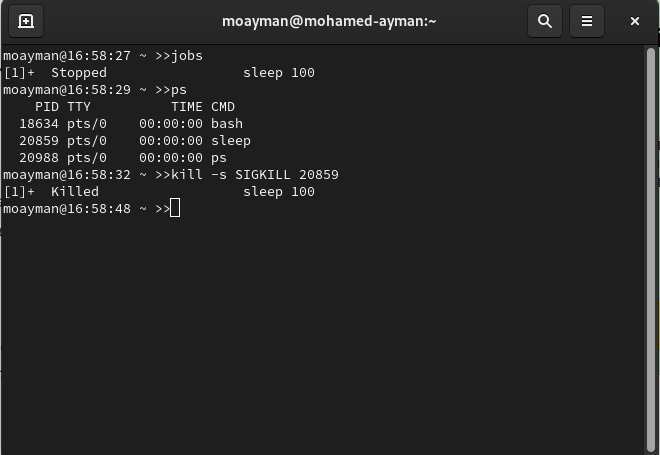 moayman@mohamed-ayman:~
moayman@16:58:27 ~ >>jobs
[1]+  Stopped                 sleep 100
moayman@16:58:29 ~ >>ps
    PID TTY          TIME CMD
  18634 pts/0    00:00:00 bash
  20859 pts/0    00:00:00 sleep
  20988 pts/0    00:00:00 ps
moayman@16:58:32 ~ >>kill -s SIGKILL 20859
[1]+  Killed                  sleep 100
moayman@16:58:48 ~ >>